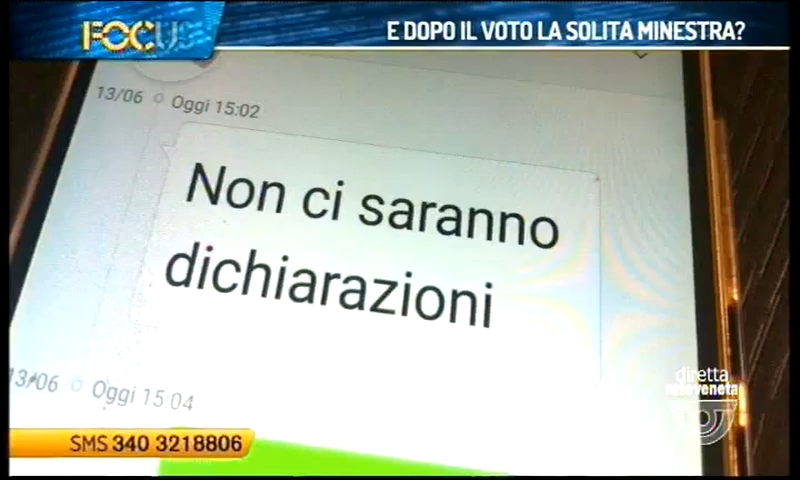 FOCUS
E DOPO IL VOTO LA SOLITA MINESTRA?
13/06 Oggi 15:02
Non ci saranno
dichiarazioni
13/06 Oggi 15:04
diretta
reteveneta
SMS 340 3218806